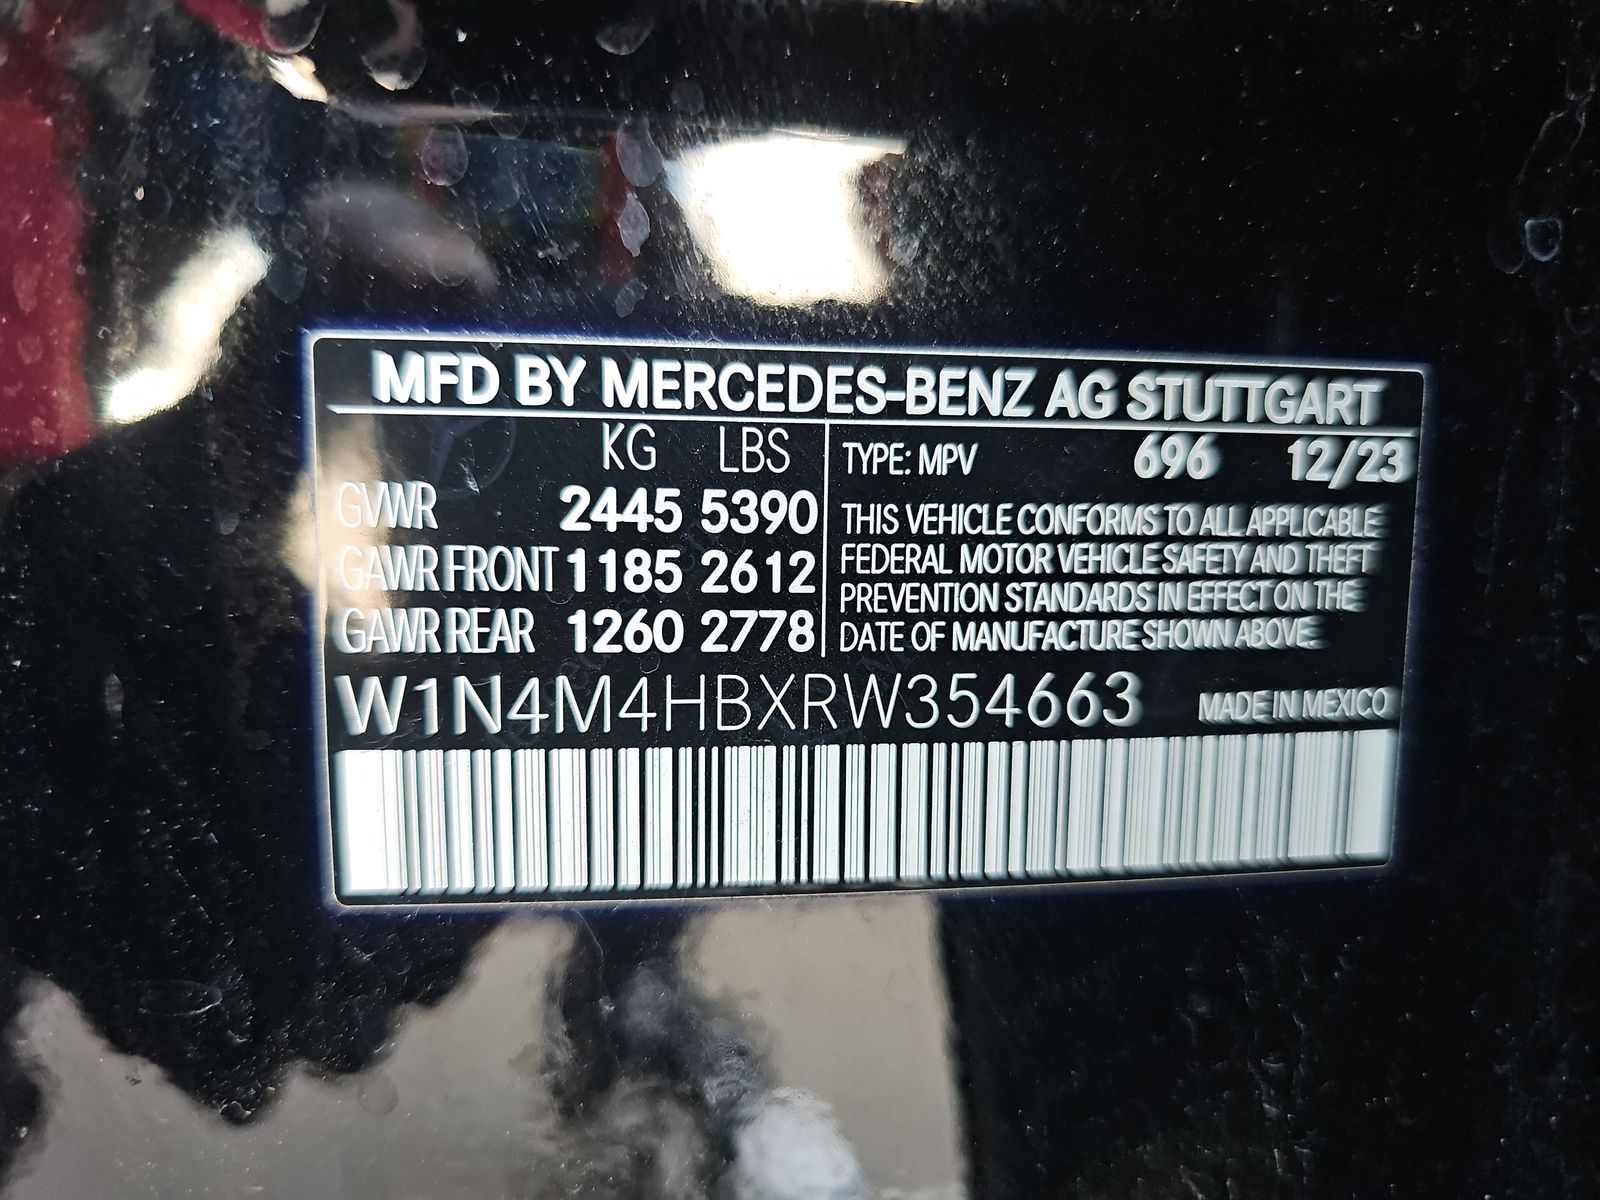 MFD BY MERCEDES-BENZ AG STUTTGART
KG LBS
GVWR 2445 5390
GAWR FRONT 1185 2612
GAWR REAR 1260 2778
TYPE: MPV 696 12/23
THIS VEHICLE CONFORMS TO ALL APPLICABLE
FEDERAL MOTOR VEHICLE SAFETY AND THEFT
PREVENTION STANDARDS IN EFFECT ON THE
DATE OF MANUFACTURE SHOWN ABOVE.
W1N4M4HBXRW354663 MADE IN MEXICO